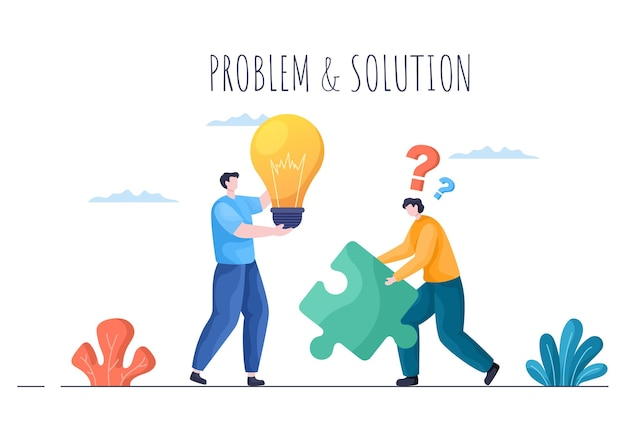 PROBLEM & SOLUTION
? ?